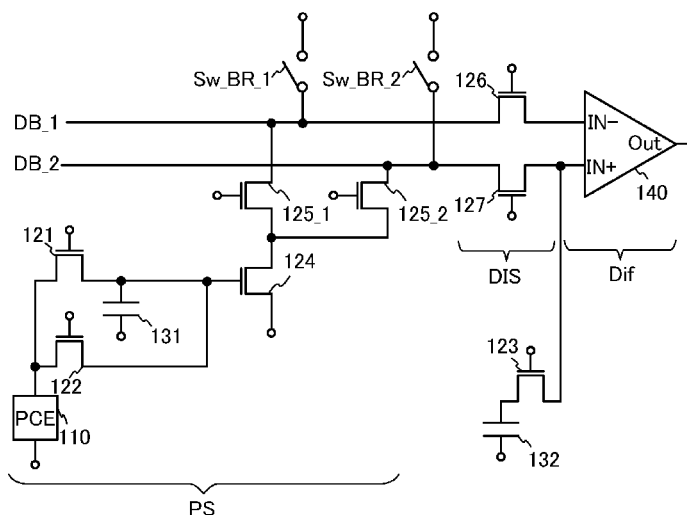 Sw_BR_1
Sw_BR_2
126
DB_1
IN-
Out
DB_2
IN+
140
125_1
125_2
127
121
124
DIS
Dif
131
123
122
PCE
110
132
PS